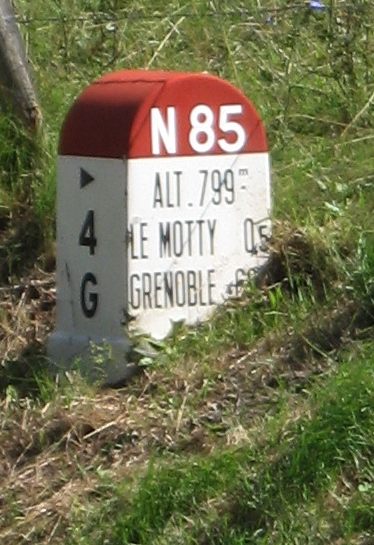 N 85
ALT. 799m
LE MOTTY 0,5
GRENOBLE
4
G